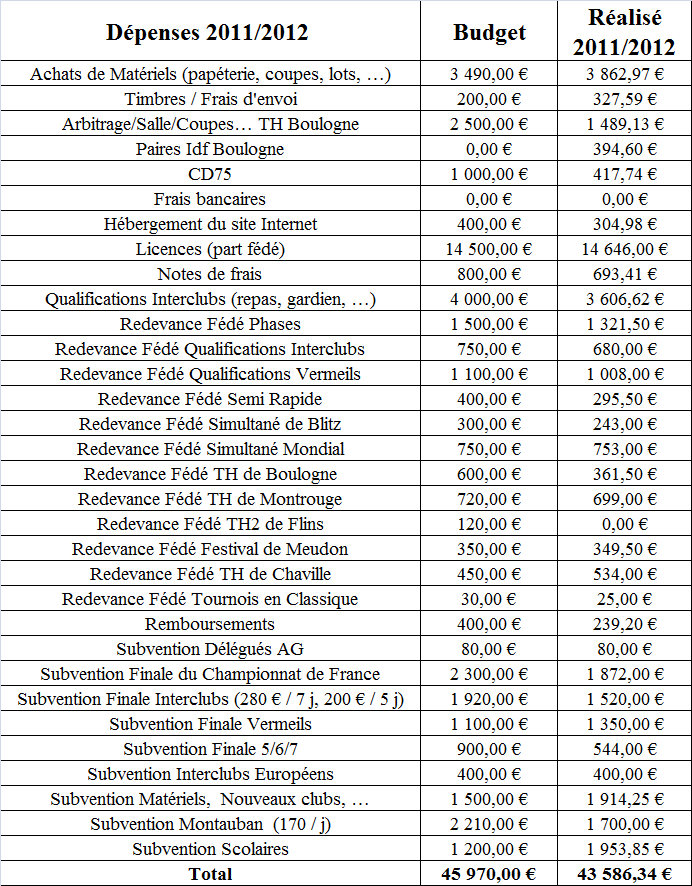 Dépenses 2011/2012 Budget Réalisé 2011/2012
Achats de Matériels (papéterie, coupes, lots, …) 3 490,00 € 3 862,97 €
Timbres / Frais d'envoi 200,00 € 327,59 €
Arbitrage/Salle/Coupes… TH Boulogne 2 500,00 € 1 489,13 €
Paires Idf Boulogne 0,00 € 394,60 €
CD75 1 000,00 € 417,74 €
Frais bancaires 0,00 € 0,00 €
Hébergement du site Internet 400,00 € 304,98 €
Licences (part fédé) 14 500,00 € 14 646,00 €
Notes de frais 800,00 € 693,41 €
Qualifications Interclubs (repas, gardien, …) 4 000,00 € 3 606,62 €
Redevance Fédé Phases 1 500,00 € 1 321,50 €
Redevance Fédé Qualifications Interclubs 750,00 € 680,00 €
Redevance Fédé Qualifications Vermeils 1 100,00 € 1 008,00 €
Redevance Fédé Semi Rapide 400,00 € 295,50 €
Redevance Fédé Simultané de Blitz 300,00 € 243,00 €
Redevance Fédé Simultané Mondial 750,00 € 753,00 €
Redevance Fédé TH de Boulogne 600,00 € 361,50 €
Redevance Fédé TH de Montrouge 720,00 € 699,00 €
Redevance Fédé TH2 de Flins 120,00 € 0,00 €
Redevance Fédé Festival de Meudon 350,00 € 349,50 €
Redevance Fédé TH de Chaville 450,00 € 534,00 €
Redevance Fédé Tournois en Classique 30,00 € 25,00 €
Remboursements 400,00 € 239,20 €
Subvention Délégués AG 80,00 € 80,00 €
Subvention Finale du Championnat de France 2 300,00 € 1 872,00 €
Subvention Finale Interclubs (280 € / 7 j, 200 € / 5 j) 1 920,00 € 1 520,00 €
Subvention Finale Vermeils 1 100,00 € 1 350,00 €
Subvention Finale 5/6/7 900,00 € 544,00 €
Subvention Interclubs Européens 400,00 € 400,00 €
Subvention Matériels, Nouveaux clubs, … 1 500,00 € 1 914,25 €
Subvention Montauban (170 / j) 2 210,00 € 1 700,00 €
Subvention Scolaires 1 200,00 € 1 953,85 €
Total 45 970,00 € 43 586,34 €